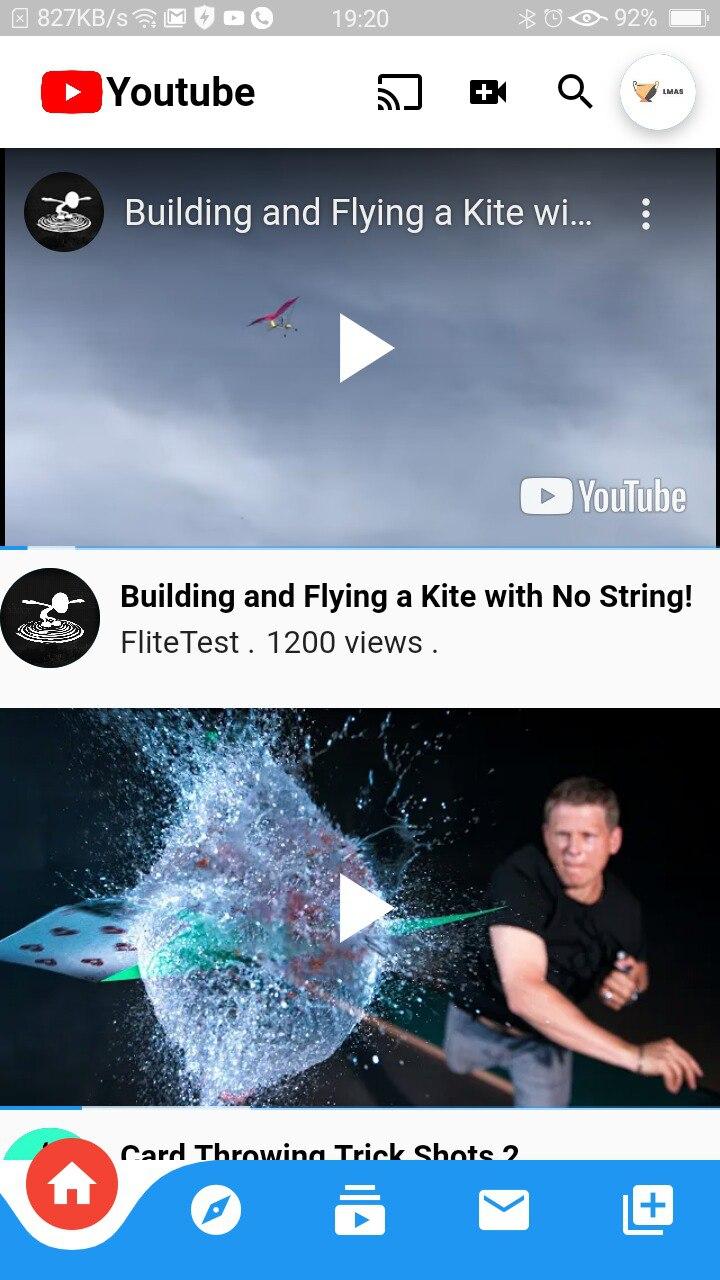 827KB/s 19:20 92%
Youtube
LMAS
Building and Flying a Kite wi...
YouTube
Building and Flying a Kite with No String!
FliteTest . 1200 views .
Card Throwing Trick Shots 2